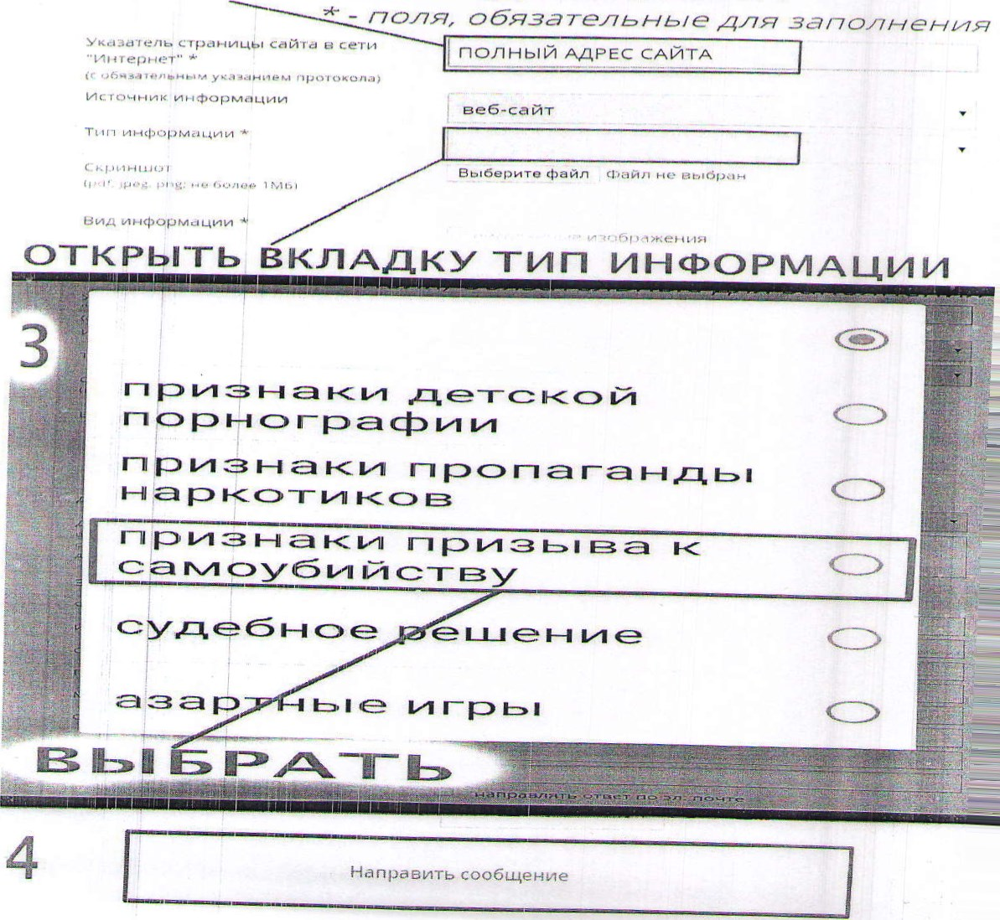 * - поля, обязательные для заполнения
Указатель страницы сайта в сети
"Интернет" *
(с обязательным указанием протокола)
ПОЛНЫЙ АДРЕС САЙТА
Источник информации
веб-сайт
Тип информации *
Скриншот
(pdf, jpeg, png; не более 1Мб)
Выберите файл Файл не выбран
Вид информации *
изображения
ОТКРЫТЬ ВКЛАДКУ ТИП ИНФОРМАЦИИ
3
признаки детской
порнографии
признаки пропаганды
наркотиков
признаки призыва к
самоубийству
судебное решение
азартные игры
ВЫБРАТЬ
направлять ответ по эл. почте
4
Направить сообщение